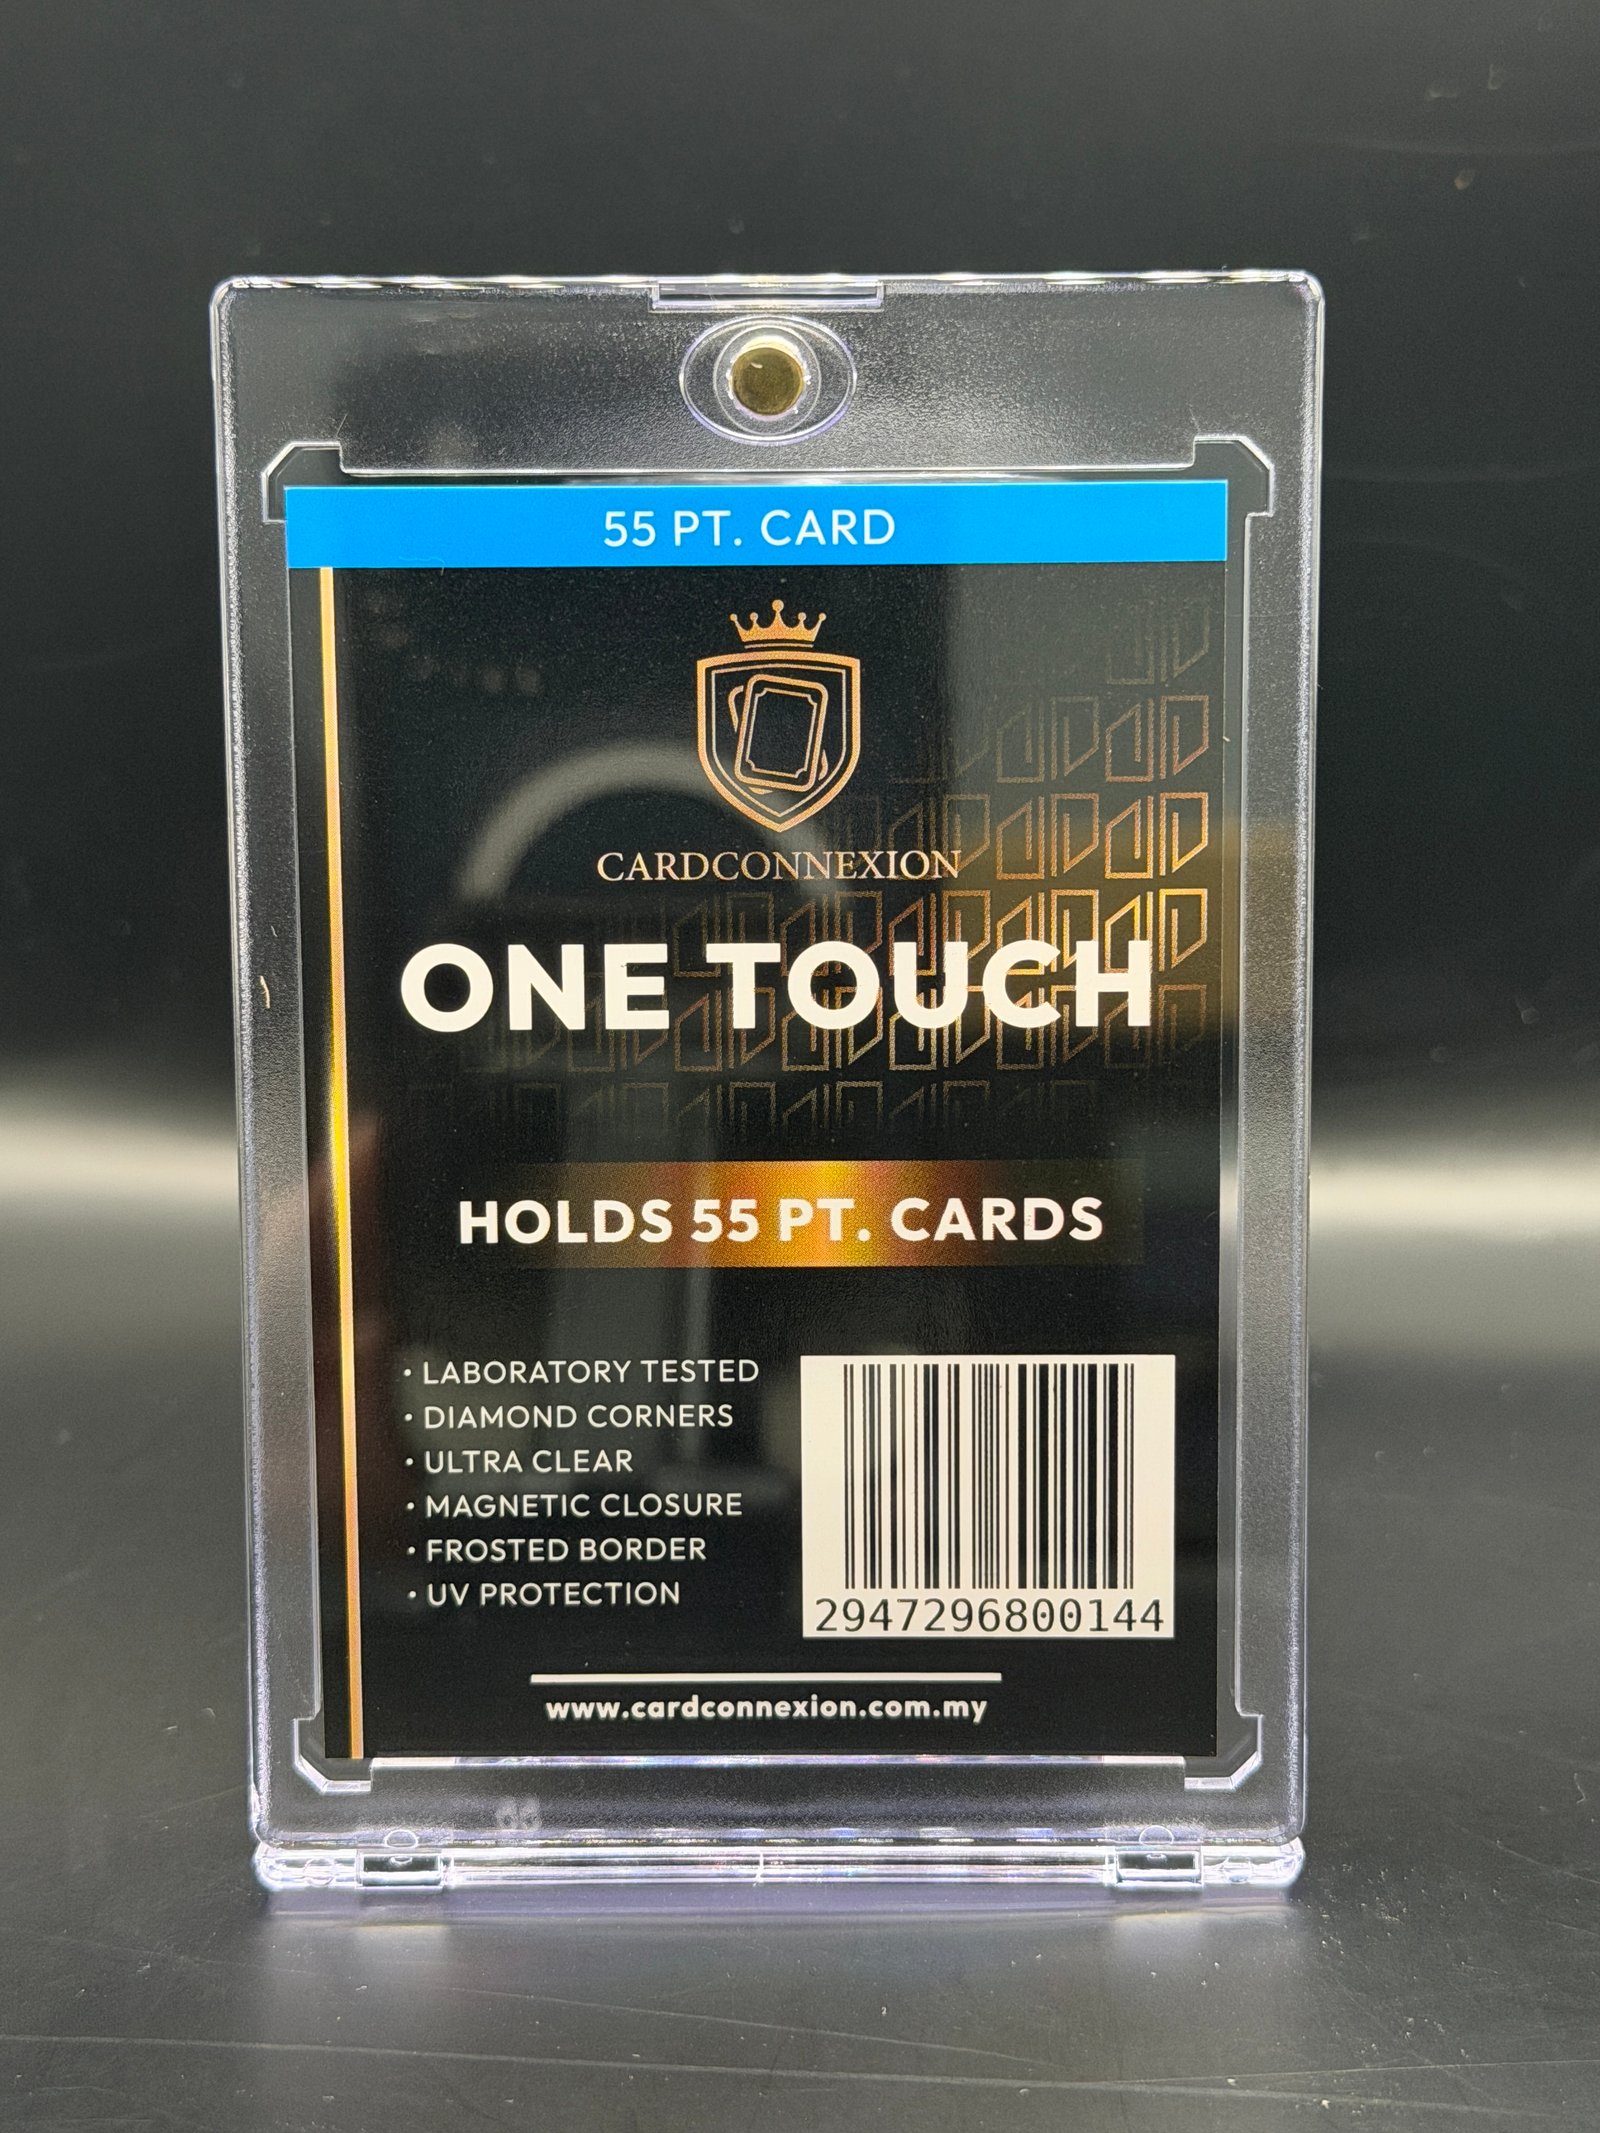 55 PT. CARD
CARDCONNEXION
ONE TOUCH
HOLDS 55 PT. CARDS
• LABORATORY TESTED
• DIAMOND CORNERS
• ULTRA CLEAR
• MAGNETIC CLOSURE
• FROSTED BORDER
• UV PROTECTION
2947296800144
www.cardconnexion.com.my